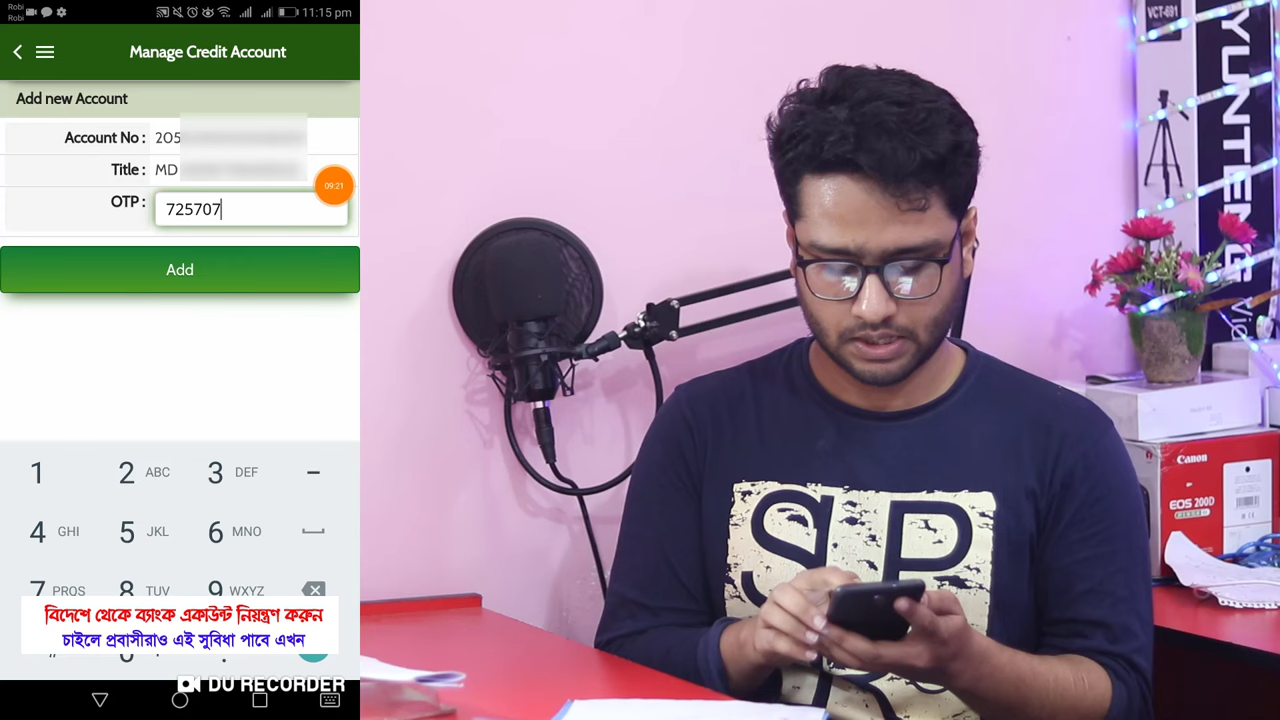 Robi
Robi
11:15 pm
Manage Credit Account
Add new Account
Account No : 205
Title : MD
09:21
OTP : 725707
Add
1 2 ABC 3 DEF -
4 GHI 5 JKL 6 MNO
7 PQRS 8 TUV 9 WXYZ
বিদেশে থেকে ব্যাংক একাউন্ট নিয়ন্ত্রণ করুন
চাইলে প্রবাসীরাও এই সুবিধা পাবে এখন
DU RECORDER
VCT-691
YUNTENG
SP
Canon
EOS 200D